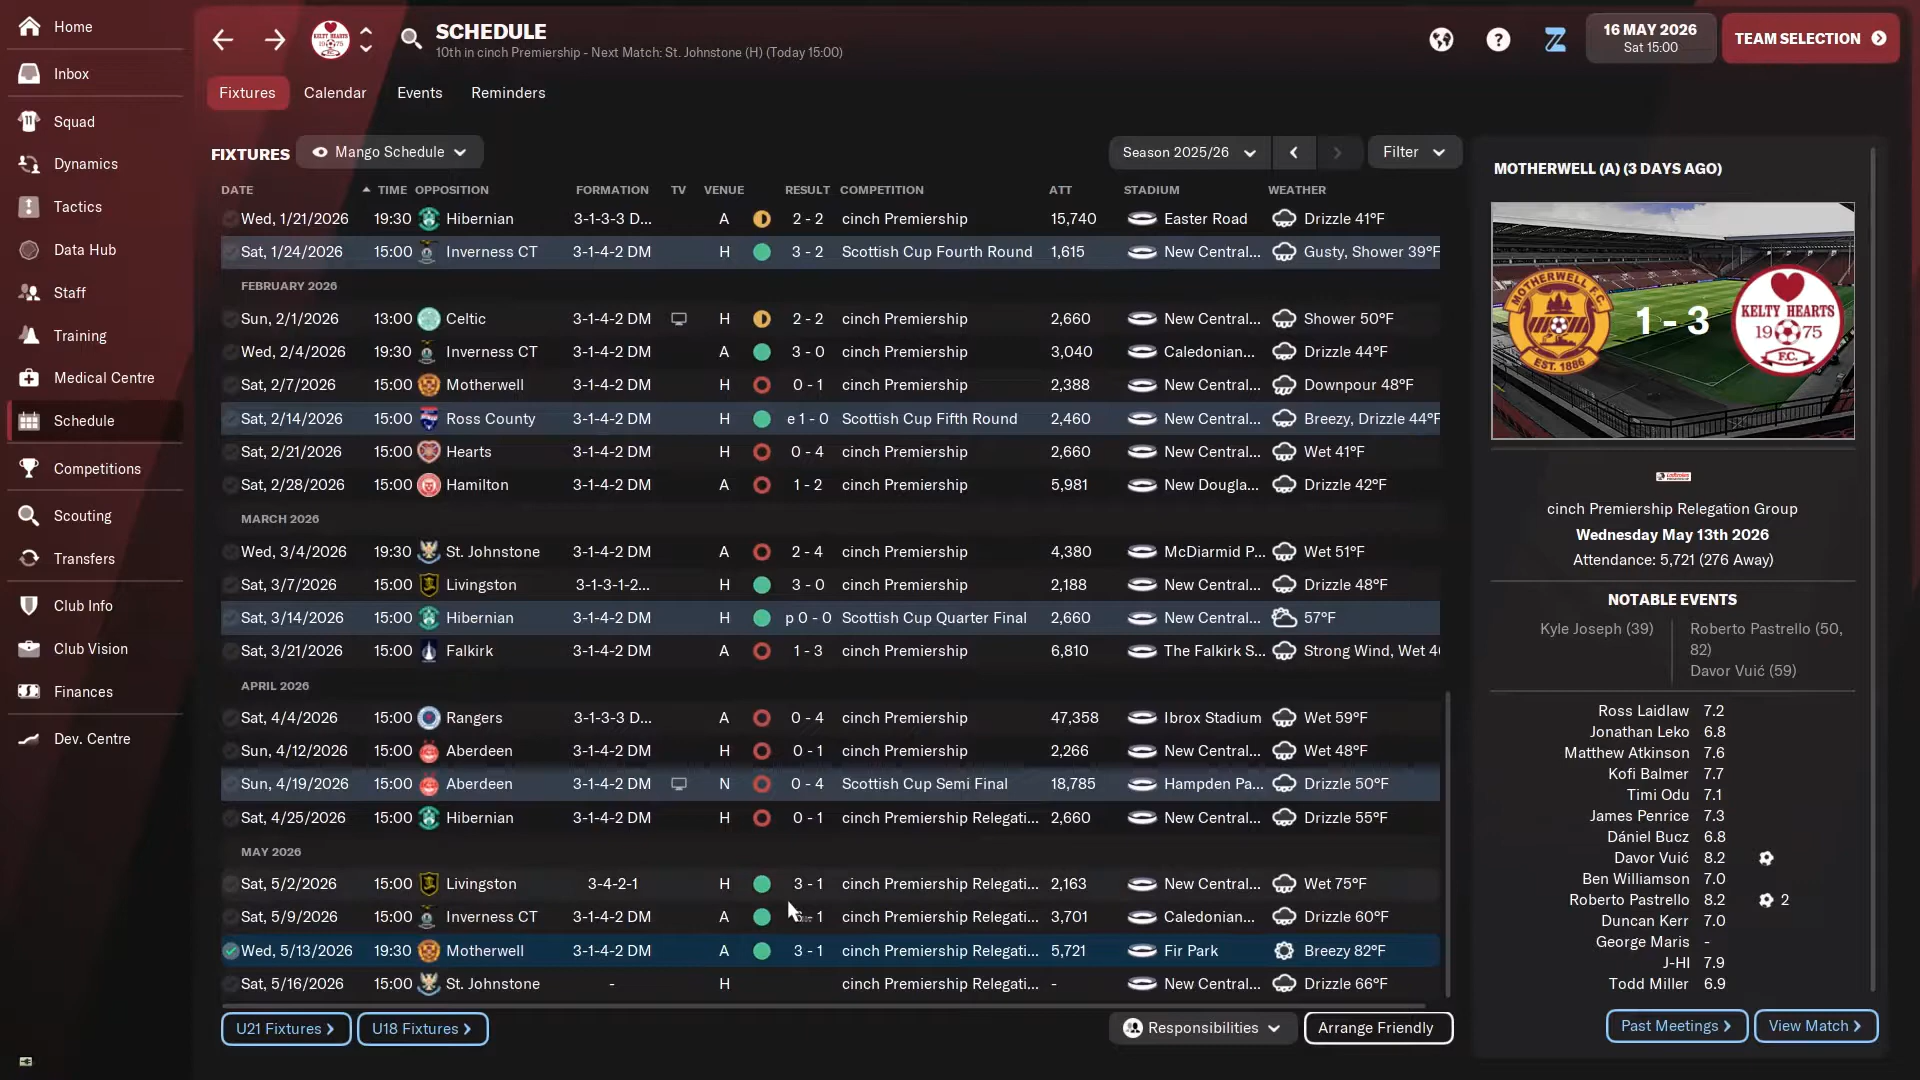 Home
Inbox
Squad
Dynamics
Tactics
Data Hub
Staff
Training
Medical Centre
Schedule
Competitions
Scouting
Transfers
Club Info
Club Vision
Finances
Dev. Centre
SCHEDULE
10th in cinch Premiership - Next Match: St. Johnstone (H) (Today 15:00)
16 MAY 2026
Sat 15:00
TEAM SELECTION
Fixtures Calendar Events Reminders
FIXTURES Mango Schedule Season 2025/26 Filter
DATE TIME OPPOSITION FORMATION TV VENUE RESULT COMPETITION ATT STADIUM WEATHER
Wed, 1/21/2026 19:30 Hibernian 3-1-3-3 D... A 2 - 2 cinch Premiership 15,740 Easter Road Drizzle 41°F
Sat, 1/24/2026 15:00 Inverness CT 3-1-4-2 DM H 3 - 2 Scottish Cup Fourth Round 1,615 New Central... Gusty, Shower 39°F
FEBRUARY 2026
Sun, 2/1/2026 13:00 Celtic 3-1-4-2 DM H 2 - 2 cinch Premiership 2,660 New Central... Shower 50°F
Wed, 2/4/2026 19:30 Inverness CT 3-1-4-2 DM A 3 - 0 cinch Premiership 3,040 Caledonian... Drizzle 44°F
Sat, 2/7/2026 15:00 Motherwell 3-1-4-2 DM H 0 - 1 cinch Premiership 2,388 New Central... Downpour 48°F
Sat, 2/14/2026 15:00 Ross County 3-1-4-2 DM H e 1 - 0 Scottish Cup Fifth Round 2,460 New Central... Breezy, Drizzle 44°F
Sat, 2/21/2026 15:00 Hearts 3-1-4-2 DM H 0 - 4 cinch Premiership 2,660 New Central... Wet 41°F
Sat, 2/28/2026 15:00 Hamilton 3-1-4-2 DM A 1 - 2 cinch Premiership 5,981 New Dougla... Drizzle 42°F
MARCH 2026
Wed, 3/4/2026 19:30 St. Johnstone 3-1-4-2 DM A 2 - 4 cinch Premiership 4,380 McDiarmid P... Wet 51°F
Sat, 3/7/2026 15:00 Livingston 3-1-3-1-2... H 3 - 0 cinch Premiership 2,188 New Central... Drizzle 48°F
Sat, 3/14/2026 15:00 Hibernian 3-1-4-2 DM H p 0 - 0 Scottish Cup Quarter Final 2,660 New Central... 57°F
Sat, 3/21/2026 15:00 Falkirk 3-1-4-2 DM A 1 - 3 cinch Premiership 6,810 The Falkirk S... Strong Wind, Wet 4
APRIL 2026
Sat, 4/4/2026 15:00 Rangers 3-1-3-3 D... A 0 - 4 cinch Premiership 47,358 Ibrox Stadium Wet 59°F
Sun, 4/12/2026 15:00 Aberdeen 3-1-4-2 DM H 0 - 1 cinch Premiership 2,266 New Central... Wet 48°F
Sun, 4/19/2026 15:00 Aberdeen 3-1-4-2 DM N 0 - 4 Scottish Cup Semi Final 18,785 Hampden Pa... Drizzle 50°F
Sat, 4/25/2026 15:00 Hibernian 3-1-4-2 DM H 0 - 1 cinch Premiership Relegati... 2,660 New Central... Drizzle 55°F
MAY 2026
Sat, 5/2/2026 15:00 Livingston 3-4-2-1 H 3 - 1 cinch Premiership Relegati... 2,163 New Central... Wet 75°F
Sat, 5/9/2026 15:00 Inverness CT 3-1-4-2 DM A - 1 cinch Premiership Relegati... 3,701 Caledonian... Drizzle 60°F
Wed, 5/13/2026 19:30 Motherwell 3-1-4-2 DM A 3 - 1 cinch Premiership Relegati... 5,721 Fir Park Breezy 82°F
Sat, 5/16/2026 15:00 St. Johnstone - H cinch Premiership Relegati... - New Central... Drizzle 66°F
U21 Fixtures U18 Fixtures Responsibilities Arrange Friendly
MOTHERWELL (A) (3 DAYS AGO)
MOTHERWELL F.C. EST. 1886
1 - 3
KELTY HEARTS 1975 F.C.
cinch Premiership Relegation Group
Wednesday May 13th 2026
Attendance: 5,721 (276 Away)
NOTABLE EVENTS
Kyle Joseph (39) Roberto Pastrello (50,
82)
Davor Vuić (59)
Ross Laidlaw 7.2
Jonathan Leko 6.8
Matthew Atkinson 7.6
Kofi Balmer 7.7
Timi Odu 7.1
James Penrice 7.3
Dániel Bucz 6.8
Davor Vuić 8.2
Ben Williamson 7.0
Roberto Pastrello 8.2 2
Duncan Kerr 7.0
George Maris -
J-HI 7.9
Todd Miller 6.9
Past Meetings View Match